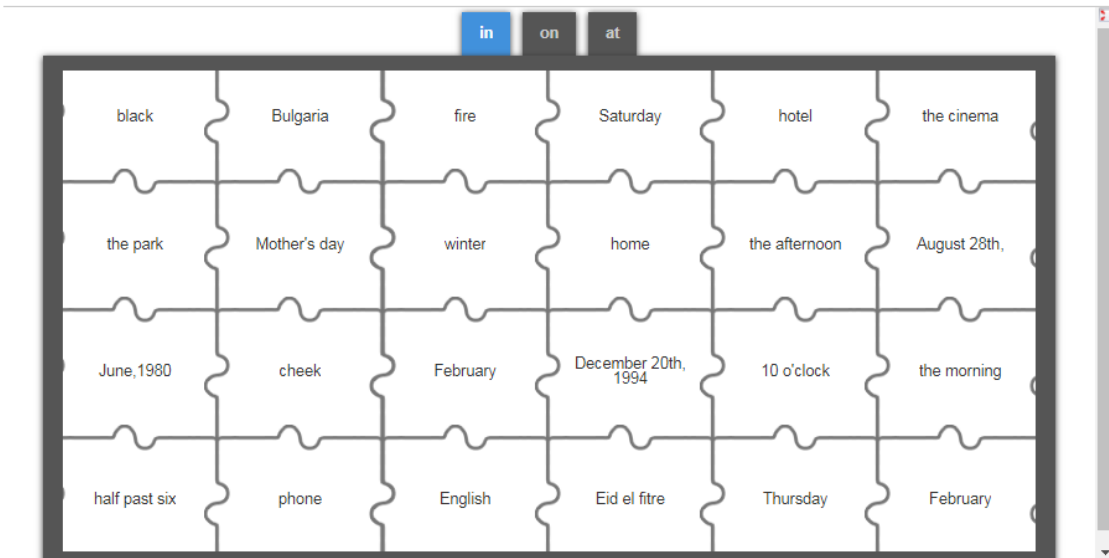 in on at
black Bulgaria fire Saturday hotel the cinema
the park Mother's day winter home the afternoon August 28th,
June,1980 cheek February December 20th, 1994 10 o'clock the morning
half past six phone English Eid el fitre Thursday February